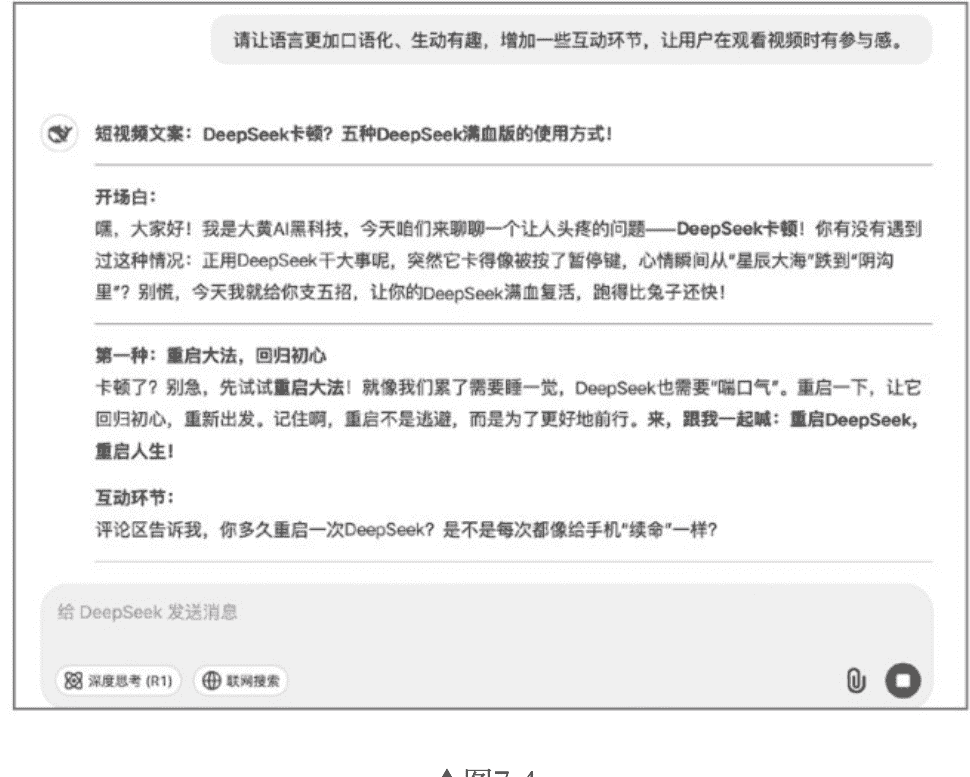 请让语言更加口语化、生动有趣，增加一些互动环节，让用户在观看视频时有参与感。
短视频文案：DeepSeek卡顿？五种DeepSeek满血版的使用方式！
开场白：
嘿，大家好！我是大黄AI黑科技，今天咱们来聊聊一个让人头疼的问题——DeepSeek卡顿！你有没有遇到
过这种情况：正用DeepSeek干大事呢，突然它卡得像被按了暂停键，心情瞬间从"星辰大海"跌到"阴沟
里"？别慌，今天我就给你支五招，让你的DeepSeek满血复活，跑得比兔子还快！
第一种：重启大法，回归初心
卡顿了？别急，先试试重启大法！就像我们累了需要睡一觉，DeepSeek也需要"喘口气"。重启一下，让它
回归初心，重新出发。记住啊，重启不是逃避，而是为了更好地前行。来，跟我一起喊：重启DeepSeek，
重启人生！
互动环节：
评论区告诉我，你多久重启一次DeepSeek？是不是每次都像给手机"续命"一样？
给 DeepSeek 发送消息
深度思考 (R1) 联网搜索
▲图7-4